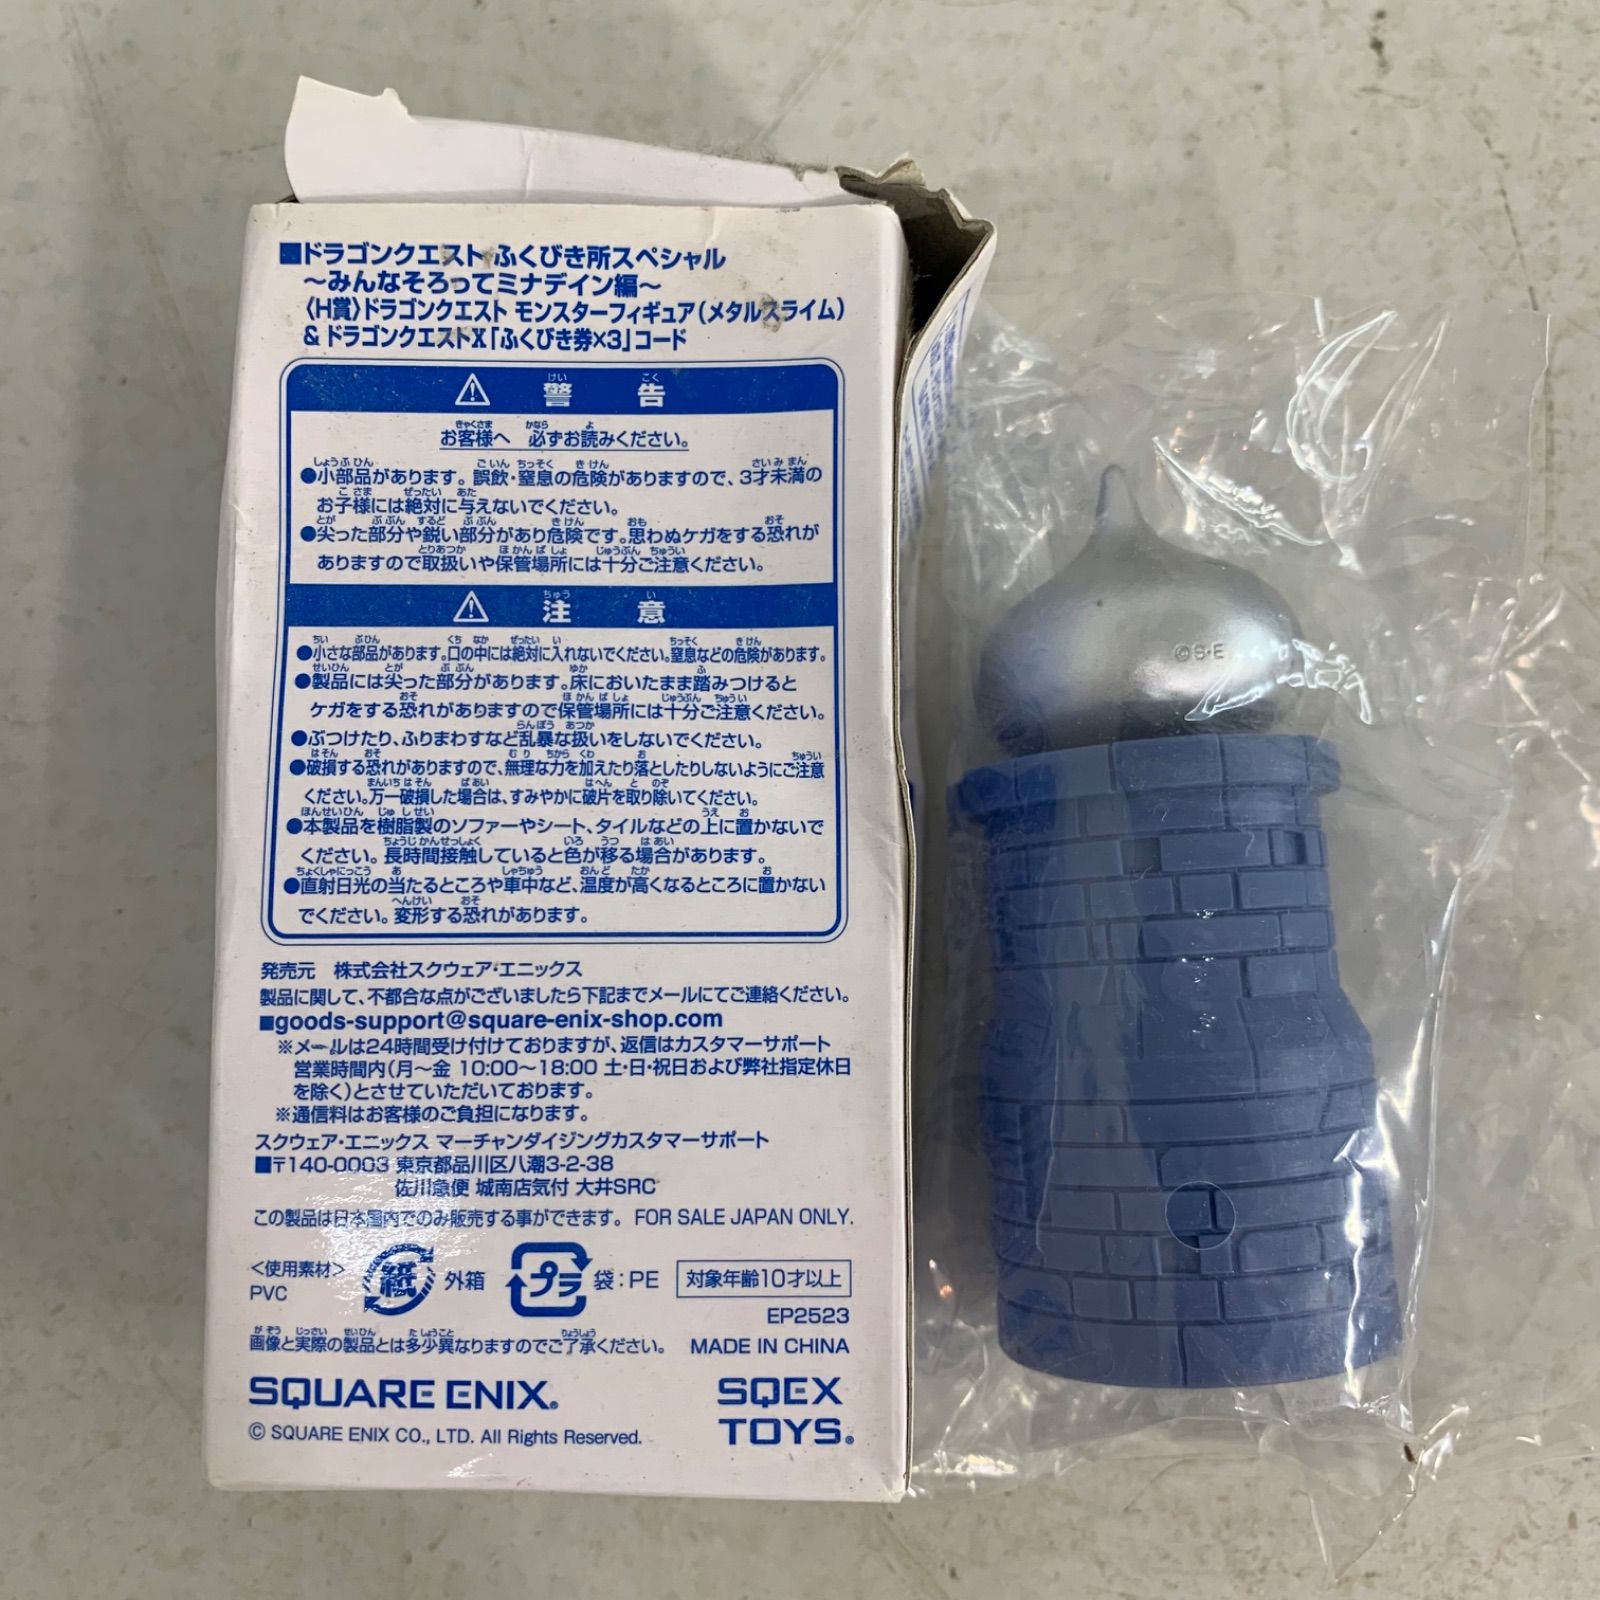 ■ドラゴンクエスト ふくびき所スペシャル
～みんなそろってミナデイン編～
〈H賞〉ドラゴンクエスト モンスターフィギュア(メタルスライム)
& ドラゴンクエストX「ふくびき券×3」コード
⚠ 警告
お客様へ 必ずお読みください。
●小部品があります。誤飲・窒息の危険がありますので、3才未満の
お子様には絶対に与えないでください。
●尖った部分や鋭い部分があり危険です。思わぬケガをする恐れが
ありますので取扱いや保管場所には十分ご注意ください。
⚠ 注意
●小さな部品があります。口の中には絶対に入れないでください。窒息などの危険があります。
●製品には尖った部分があります。床においたまま踏みつけると
ケガをする恐れがありますので保管場所には十分ご注意ください。
●ぶつけたり、ふりまわすなど乱暴な扱いをしないでください。
●破損する恐れがありますので、無理な力を加えたり落としたりしないようにご注意
ください。万一破損した場合は、すみやかに破片を取り除いてください。
●本製品を樹脂製のソファーやシート、タイルなどの上に置かないで
ください。長時間接触していると色が移る場合があります。
●直射日光の当たるところや車中など、温度が高くなるところに置かない
でください。変形する恐れがあります。
発売元 株式会社スクウェア・エニックス
製品に関して、不都合な点がございましたら下記までメールにてご連絡ください。
■goods-support@square-enix-shop.com
※メールは24時間受け付けておりますが、返信はカスタマーサポート
営業時間内(月～金 10:00～18:00 土・日・祝日および弊社指定休日
を除く)とさせていただいております。
※通信料はお客様のご負担になります。
スクウェア・エニックス マーチャンダイジングカスタマーサポート
■〒140-0003 東京都品川区八潮3-2-38
佐川急便 城南店気付 大井SRC
この製品は日本国内でのみ販売する事ができます。 FOR SALE JAPAN ONLY.
〈使用素材〉
PVC
紙 外箱 プラ 袋:PE 対象年齢10才以上
EP2523
画像と実際の製品とは多少異なりますのでご了承ください。 MADE IN CHINA
SQUARE ENIX.
SQEX
TOYS.
© SQUARE ENIX CO., LTD. All Rights Reserved.
©S・E